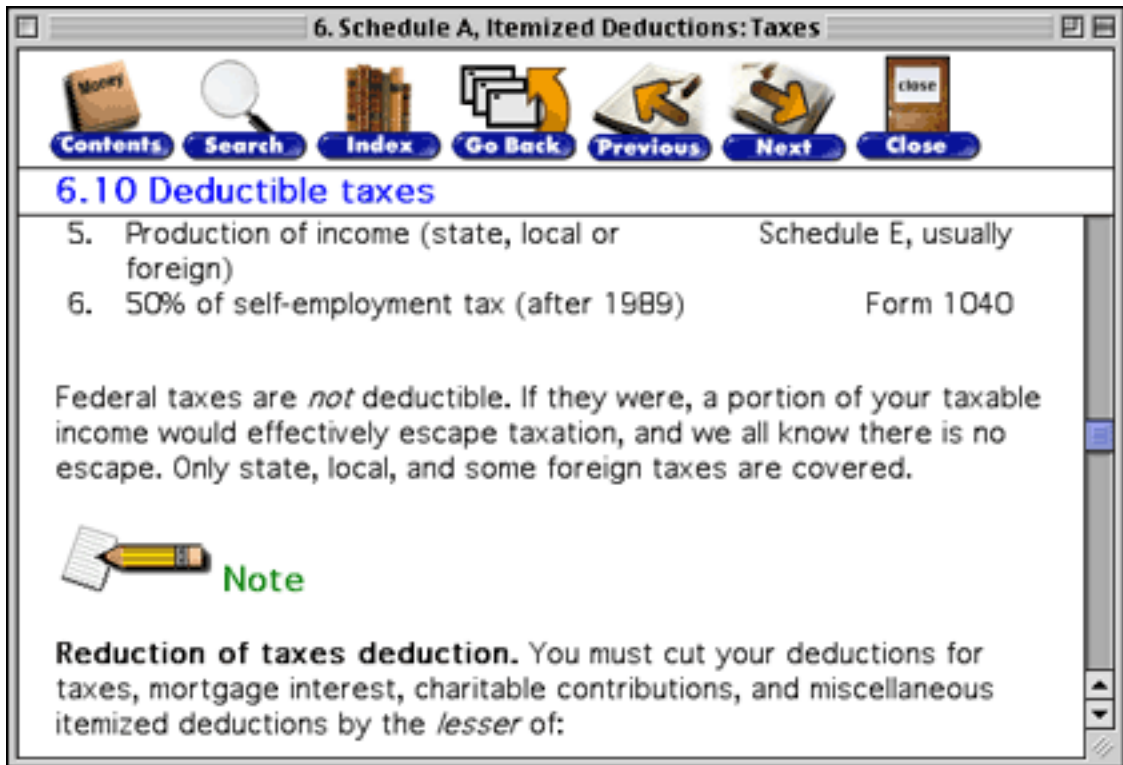 6. Schedule A, Itemized Deductions: Taxes
Money
close
Contents Search Index Go Back Previous Next Close
6.10 Deductible taxes
5. Production of income (state, local or Schedule E, usually
foreign)
6. 50% of self-employment tax (after 1989) Form 1040
Federal taxes are not deductible. If they were, a portion of your taxable
income would effectively escape taxation, and we all know there is no
escape. Only state, local, and some foreign taxes are covered.
Note
Reduction of taxes deduction. You must cut your deductions for
taxes, mortgage interest, charitable contributions, and miscellaneous
itemized deductions by the lesser of: